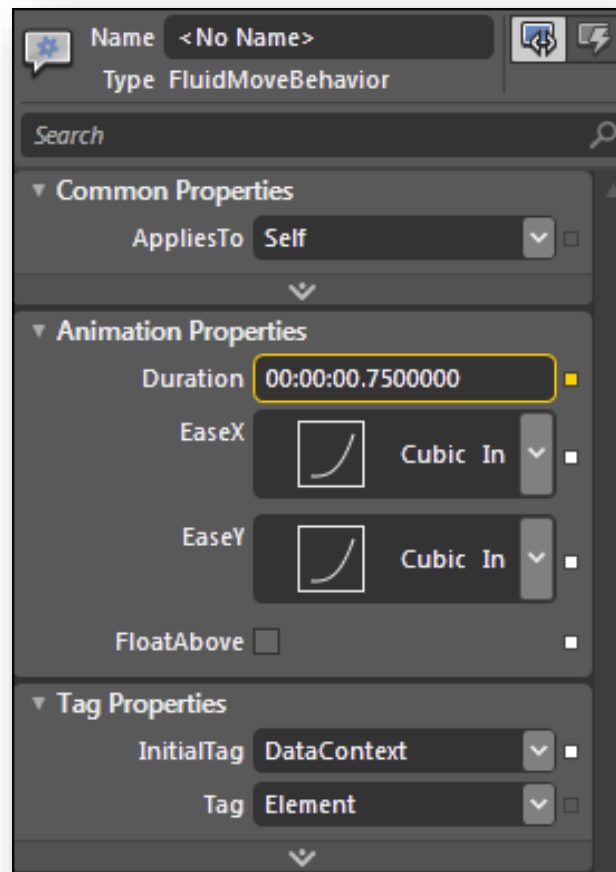 Name <No Name>
Type FluidMoveBehavior
Search
Common Properties
AppliesTo Self
Animation Properties
Duration 00:00:00.7500000
EaseX Cubic In
EaseY Cubic In
FloatAbove
Tag Properties
InitialTag DataContext
Tag Element